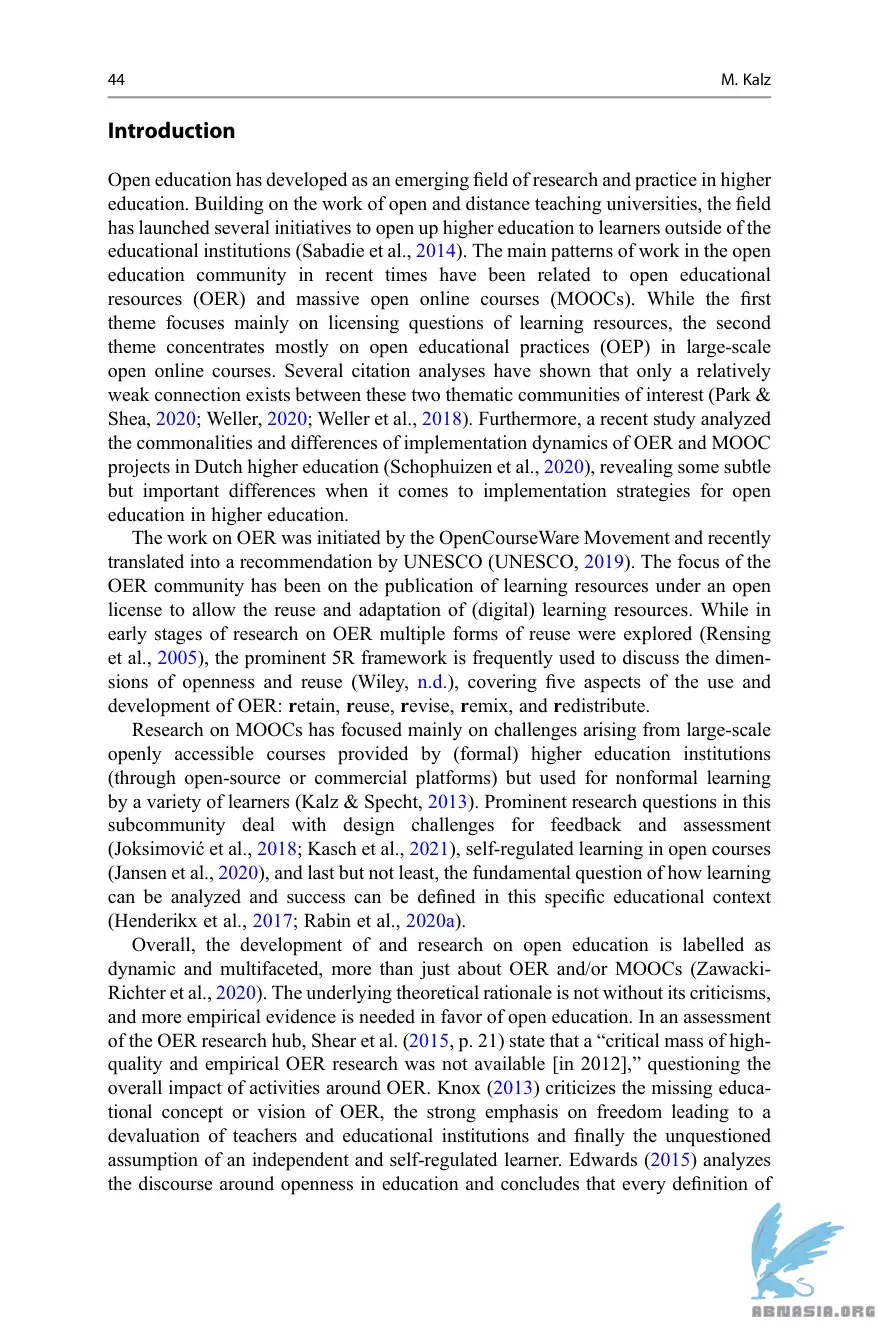 44
M. Kalz
Introduction
Open education has developed as an emerging field of research and practice in higher
education. Building on the work of open and distance teaching universities, the field
has launched several initiatives to open up higher education to learners outside of the
educational institutions (Sabadie et al., 2014). The main patterns of work in the open
education community in recent times have been related to open educational
resources (OER) and massive open online courses (MOOCs). While the first
theme focuses mainly on licensing questions of learning resources, the second
theme concentrates mostly on open educational practices (OEP) in large-scale
open online courses. Several citation analyses have shown that only a relatively
weak connection exists between these two thematic communities of interest (Park &
Shea, 2020; Weller, 2020; Weller et al., 2018). Furthermore, a recent study analyzed
the commonalities and differences of implementation dynamics of OER and MOOC
projects in Dutch higher education (Schophuizen et al., 2020), revealing some subtle
but important differences when it comes to implementation strategies for open
education in higher education.
The work on OER was initiated by the OpenCourseWare Movement and recently
translated into a recommendation by UNESCO (UNESCO, 2019). The focus of the
OER community has been on the publication of learning resources under an open
license to allow the reuse and adaptation of (digital) learning resources. While in
early stages of research on OER multiple forms of reuse were explored (Rensing
et al., 2005), the prominent 5R framework is frequently used to discuss the dimen-
sions of openness and reuse (Wiley, n.d.), covering five aspects of the use and
development of OER: retain, reuse, revise, remix, and redistribute.
Research on MOOCs has focused mainly on challenges arising from large-scale
openly accessible courses provided by (formal) higher education institutions
(through open-source or commercial platforms) but used for nonformal learning
by a variety of learners (Kalz & Specht, 2013). Prominent research questions in this
subcommunity deal with design challenges for feedback and assessment
(Joksimović et al., 2018; Kasch et al., 2021), self-regulated learning in open courses
(Jansen et al., 2020), and last but not least, the fundamental question of how learning
can be analyzed and success can be defined in this specific educational context
(Henderikx et al., 2017; Rabin et al., 2020a).
Overall, the development of and research on open education is labelled as
dynamic and multifaceted, more than just about OER and/or MOOCs (Zawacki-
Richter et al., 2020). The underlying theoretical rationale is not without its criticisms,
and more empirical evidence is needed in favor of open education. In an assessment
of the OER research hub, Shear et al. (2015, p. 21) state that a “critical mass of high-
quality and empirical OER research was not available [in 2012],” questioning the
overall impact of activities around OER. Knox (2013) criticizes the missing educa-
tional concept or vision of OER, the strong emphasis on freedom leading to a
devaluation of teachers and educational institutions and finally the unquestioned
assumption of an independent and self-regulated learner. Edwards (2015) analyzes
the discourse around openness in education and concludes that every definition of
ABNASIA.ORG